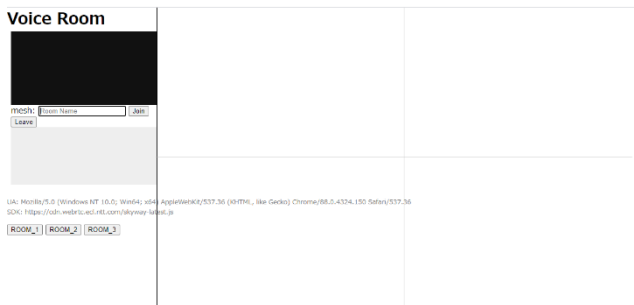 Voice Room
mesh: Room Name Join
Leave
UA: Mozilla/5.0 (Windows NT 10.0; Win64; x64) AppleWebKit/537.36 (KHTML, like Gecko) Chrome/88.0.4324.150 Safari/537.36
SDK: https://cdn.webrtc.ecl.ntt.com/skyway-latest.js
ROOM_1 ROOM_2 ROOM_3